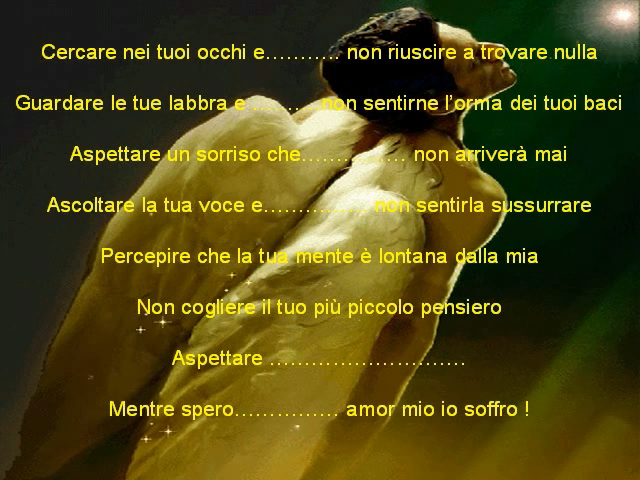 Cercare nei tuoi occhi e……….. non riuscire a trovare nulla
Guardare le tue labbra e ………. non sentirne l’orma dei tuoi baci
Aspettare un sorriso che…………… non arriverà mai
Ascoltare la tua voce e…………… non sentirla sussurrare
Percepire che la tua mente è lontana dalla mia
Non cogliere il tuo più piccolo pensiero
Aspettare ……………………….
Mentre spero…………… amor mio io soffro !